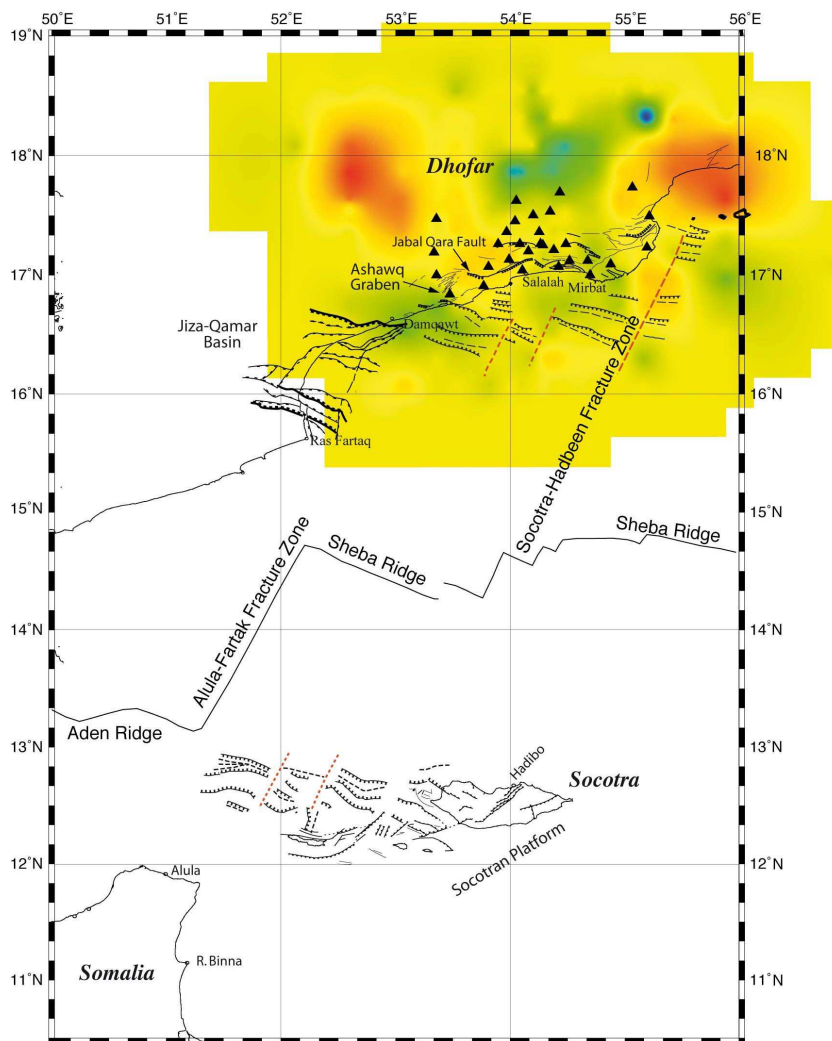 50˚E 51˚E 52˚E 53˚E 54˚E 55˚E 56˚E
19˚N
18˚N 18˚N
Dhofar
Jabal Qara Fault
17˚N 17˚N
Ashawq
Graben
Salalah
Mirbat
Damqawt
Jiza-Qamar
Basin
16˚N 16˚N
Ras Fartaq
Socotra-Hadbeen Fracture Zone
15˚N 15˚N
Sheba Ridge
Sheba Ridge
Alula-Fartak Fracture Zone
14˚N 14˚N
Aden Ridge
13˚N 13˚N
Hadibo
Socotra
Socotran Platform
12˚N 12˚N
Alula
R. Binna
Somalia
11˚N 11˚N